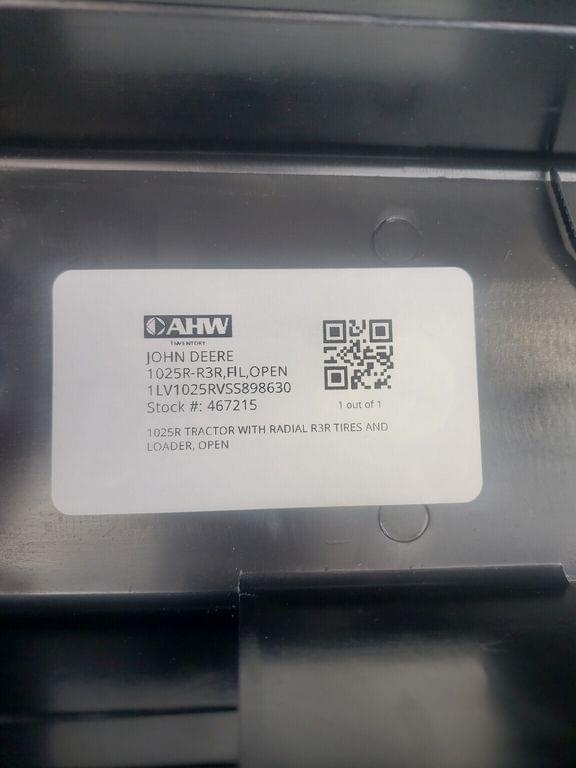 AHW
INVENTORY
JOHN DEERE
1025R-R3R,FIL,OPEN
1LV1025RVSS898630
Stock #: 467215
1 out of 1
1025R TRACTOR WITH RADIAL R3R TIRES AND
LOADER, OPEN